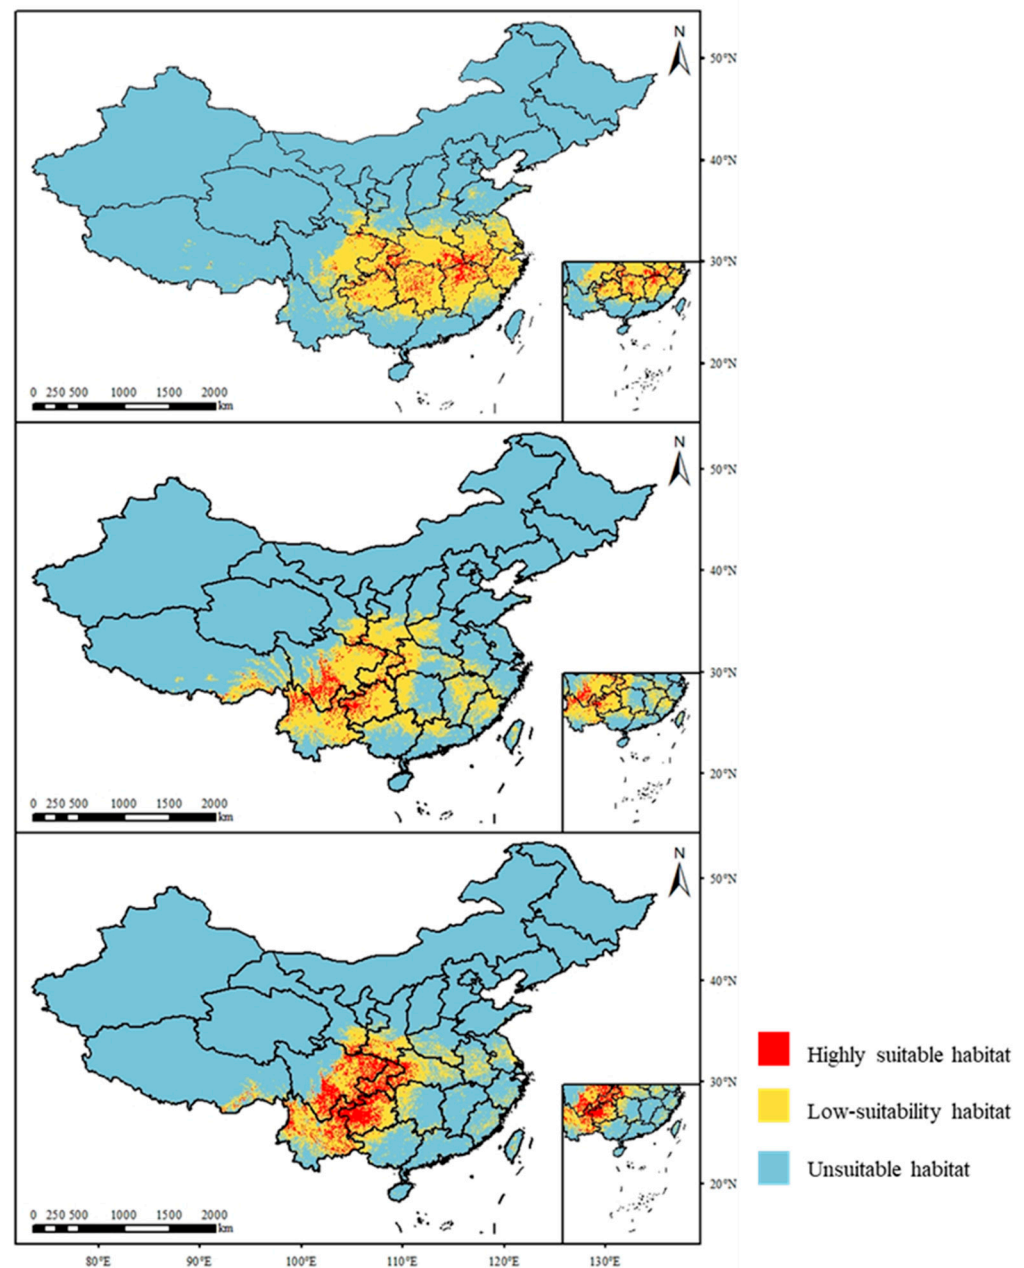 N
50°N
40°N
30°N
20°N
0 250 500 1000 1500 2000
km
N
50°N
40°N
30°N
20°N
0 250 500 1000 1500 2000
km
N
50°N
40°N
30°N
20°N
0 250 500 1000 1500 2000
km
80°E 90°E 100°E 110°E 120°E 130°E
Highly suitable habitat
Low-suitability habitat
Unsuitable habitat